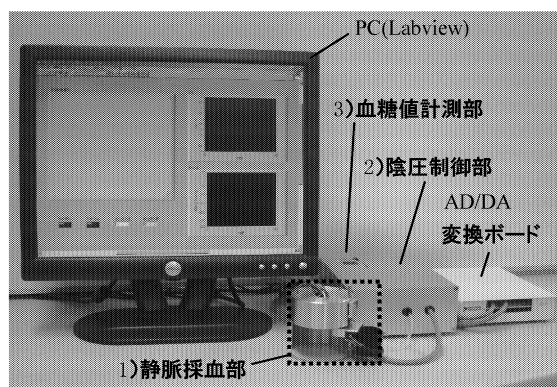 PC(Labview)
3)血糖値計測部
2)陰圧制御部
AD/DA
変換ボード
1)静脈採血部